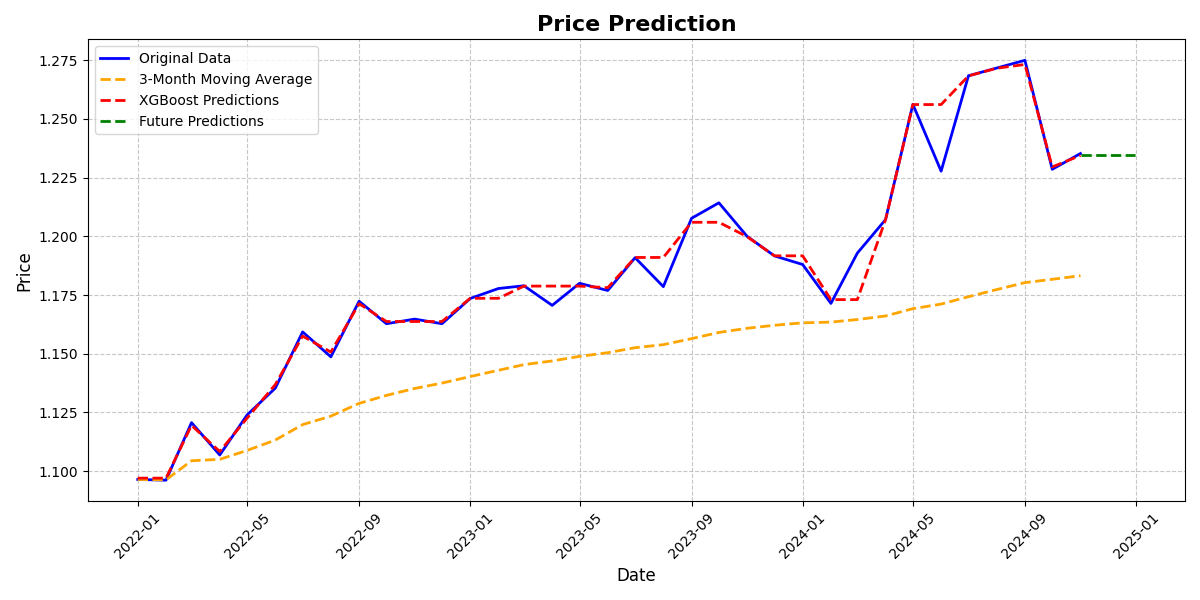 Price Prediction
Original Data
3-Month Moving Average
XGBoost Predictions
Future Predictions
Price
1.275
1.250
1.225
1.200
1.175
1.150
1.125
1.100
2022-01
2022-05
2022-09
2023-01
2023-05
2023-09
2024-01
2024-05
2024-09
2025-01
Date